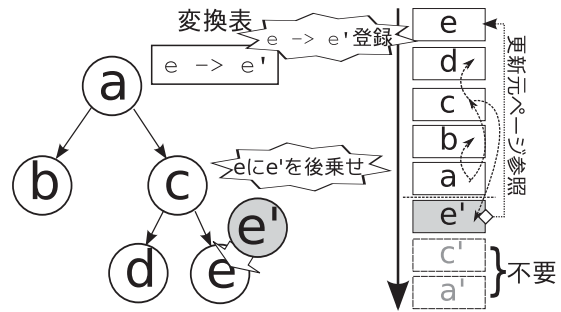 変換表
e -> e'登録
e -> e'
a
b
c
d
e
e'
eにe'を後乗せ
e
d
c
b
a
e'
c'
a'
更新元ページ参照
不要